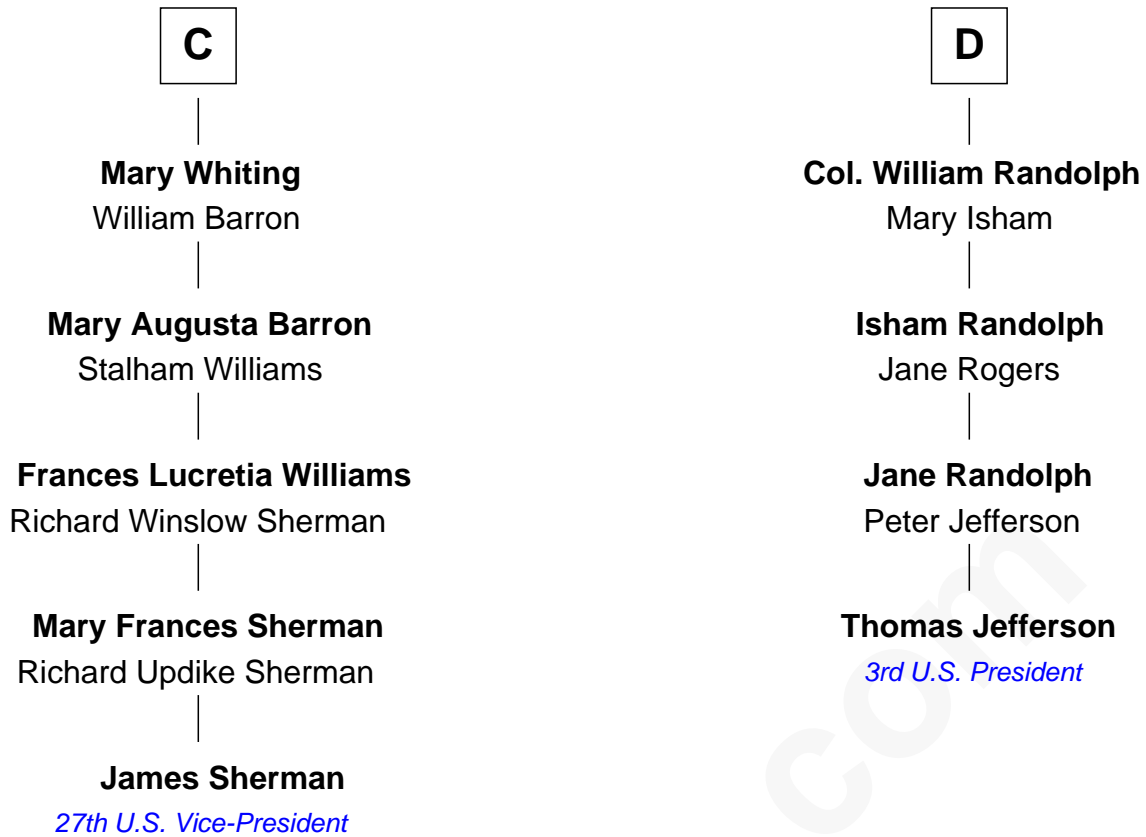 C
Mary Whiting
William Barron
Mary Augusta Barron
Stalham Williams
Frances Lucretia Williams
Richard Winslow Sherman
Mary Frances Sherman
Richard Updike Sherman
James Sherman
27th U.S. Vice-President
D
Col. William Randolph
Mary Isham
Isham Randolph
Jane Rogers
Jane Randolph
Peter Jefferson
Thomas Jefferson
3rd U.S. President
com